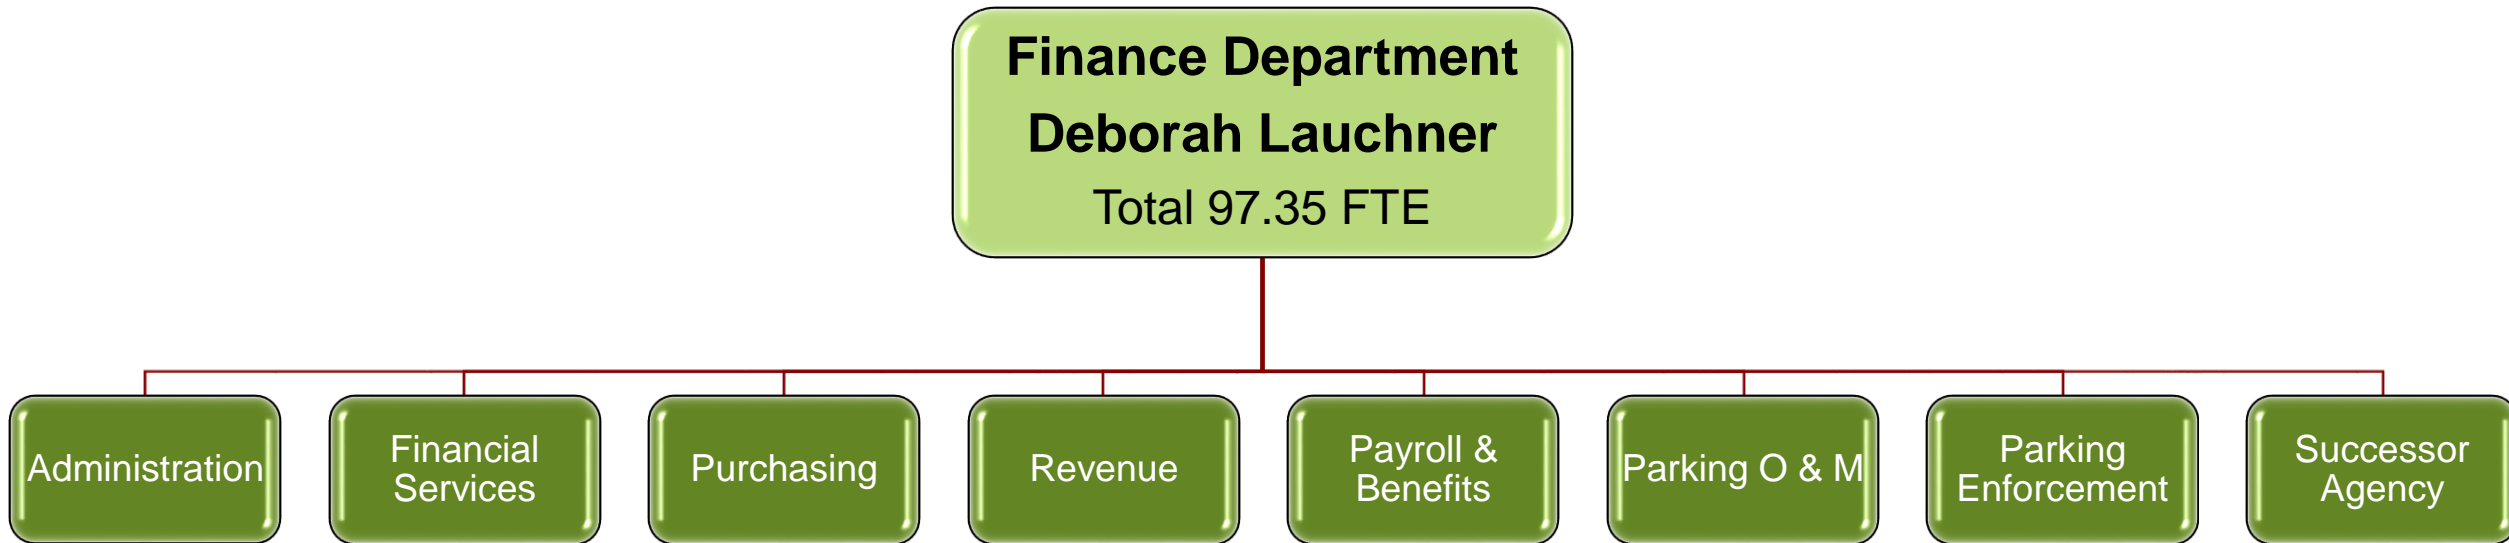 Finance Department
Deborah Lauchner
Total 97.35 FTE
Administration
Financial
Services
Purchasing
Revenue
Payroll &
Benefits
Parking O & M
Parking
Enforcement
Successor
Agency